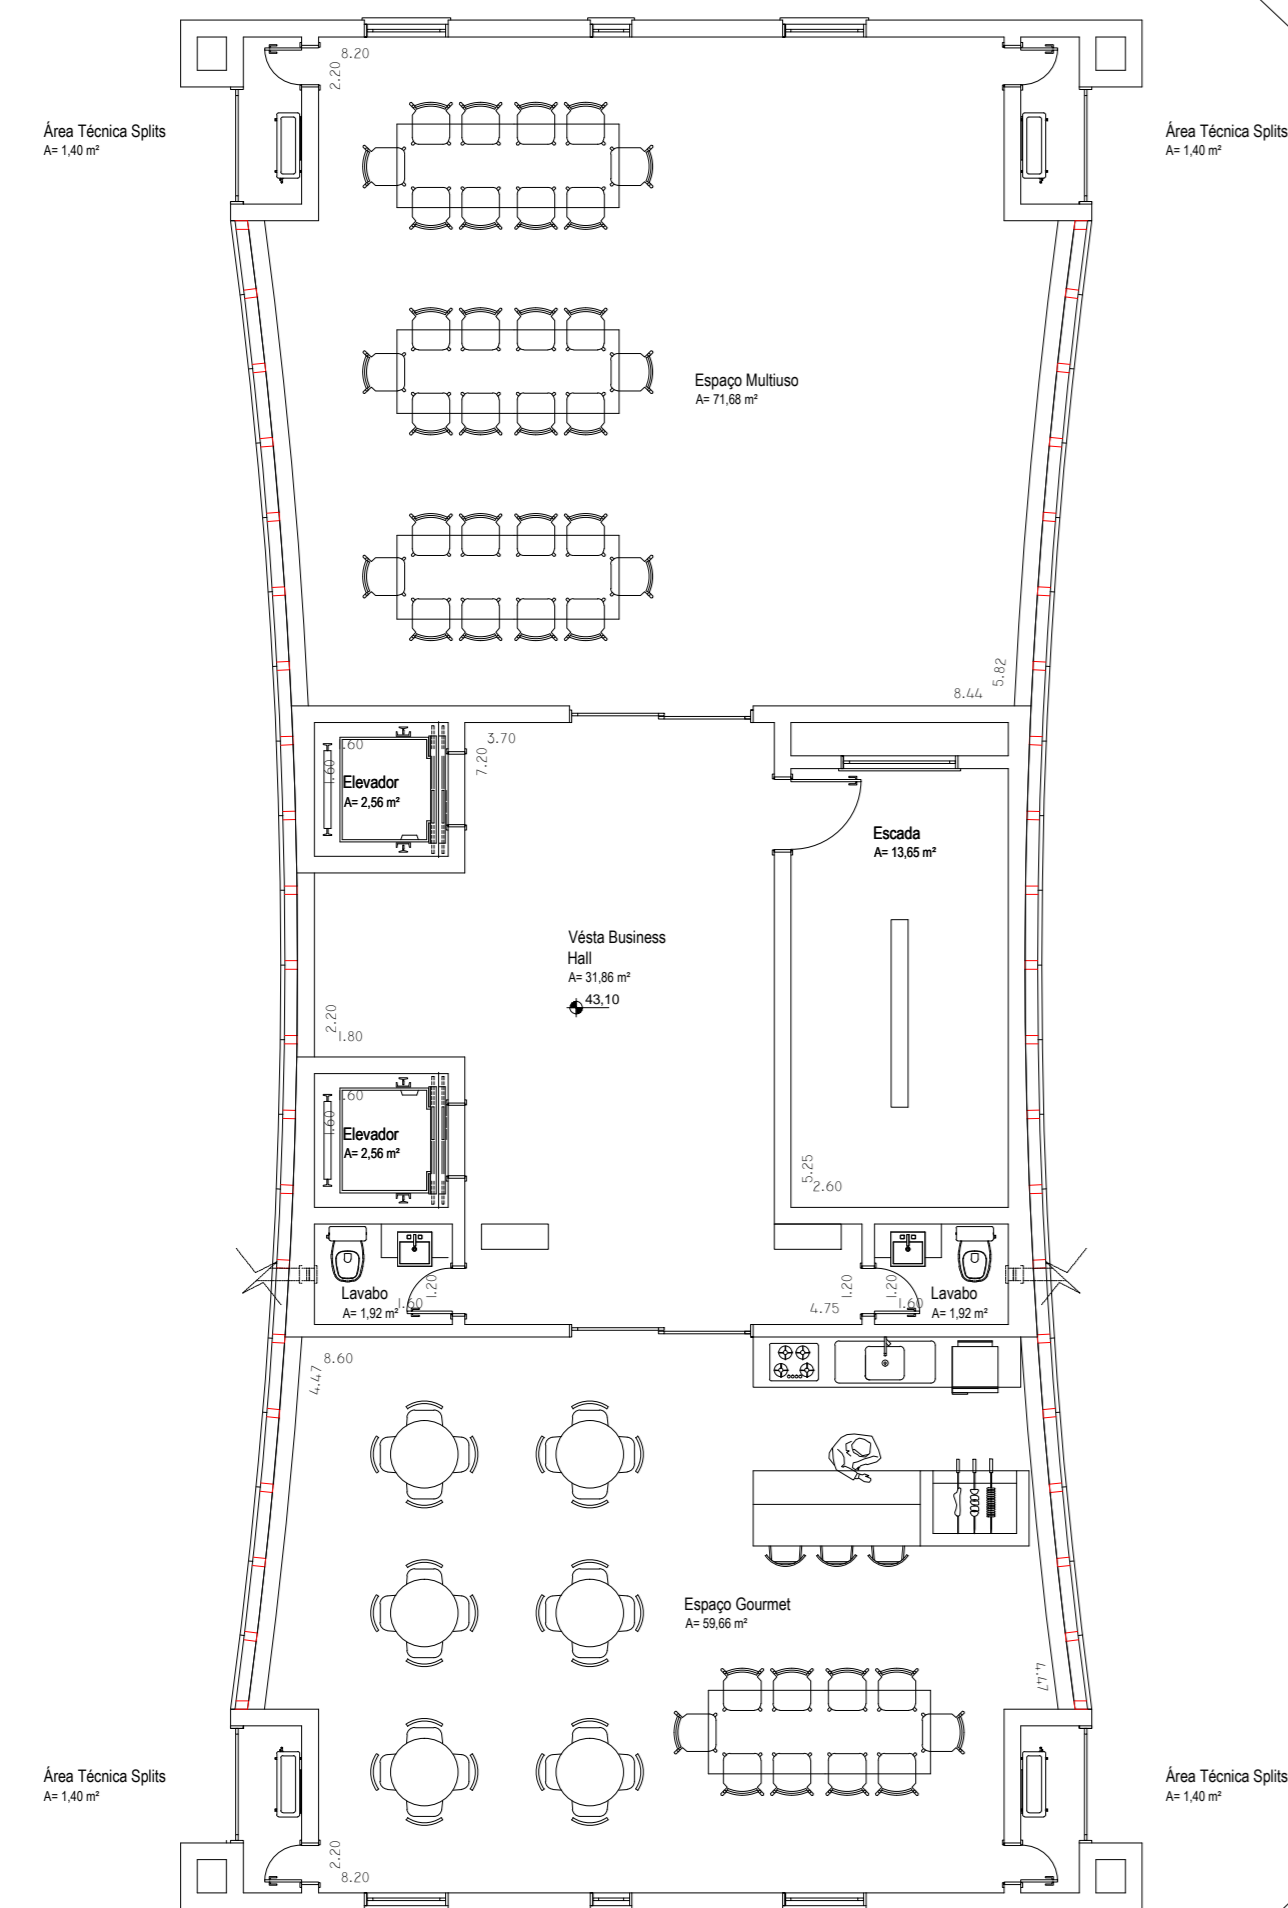 8.20
2.20
Área Técnica Splits
A= 1,40 m²
Área Técnica Splits
A= 1,40 m²
Espaço Multiuso
A= 71,68 m²
5.82
8.44
1.60
1.60
Elevador
A= 2,56 m²
3.70
7.20
Escada
A= 13,65 m²
Vésta Business
Hall
A= 31,86 m²
43,10
2.20
1.80
1.60
1.60
Elevador
A= 2,56 m²
5.25
2.60
Lavabo
A= 1,92 m²
1.60
1.20
4.75
1.20
1.20
1.60
Lavabo
A= 1,92 m²
8.60
4.47
Espaço Gourmet
A= 59,66 m²
4.47
Área Técnica Splits
A= 1,40 m²
Área Técnica Splits
A= 1,40 m²
2.20
8.20